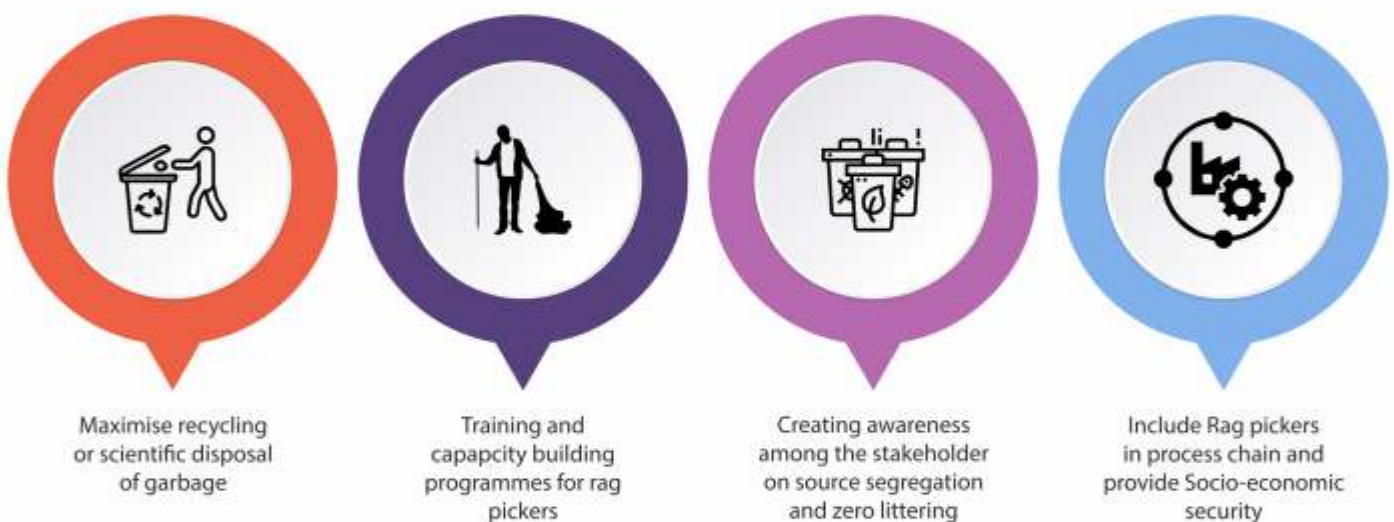 Maximise recycling
or scientific disposal
of garbage
Training and
capapcity building
programmes for rag
pickers
Creating awareness
among the stakeholder
on source segregation
and zero littering
Include Rag pickers
in process chain and
provide Socio-economic
security